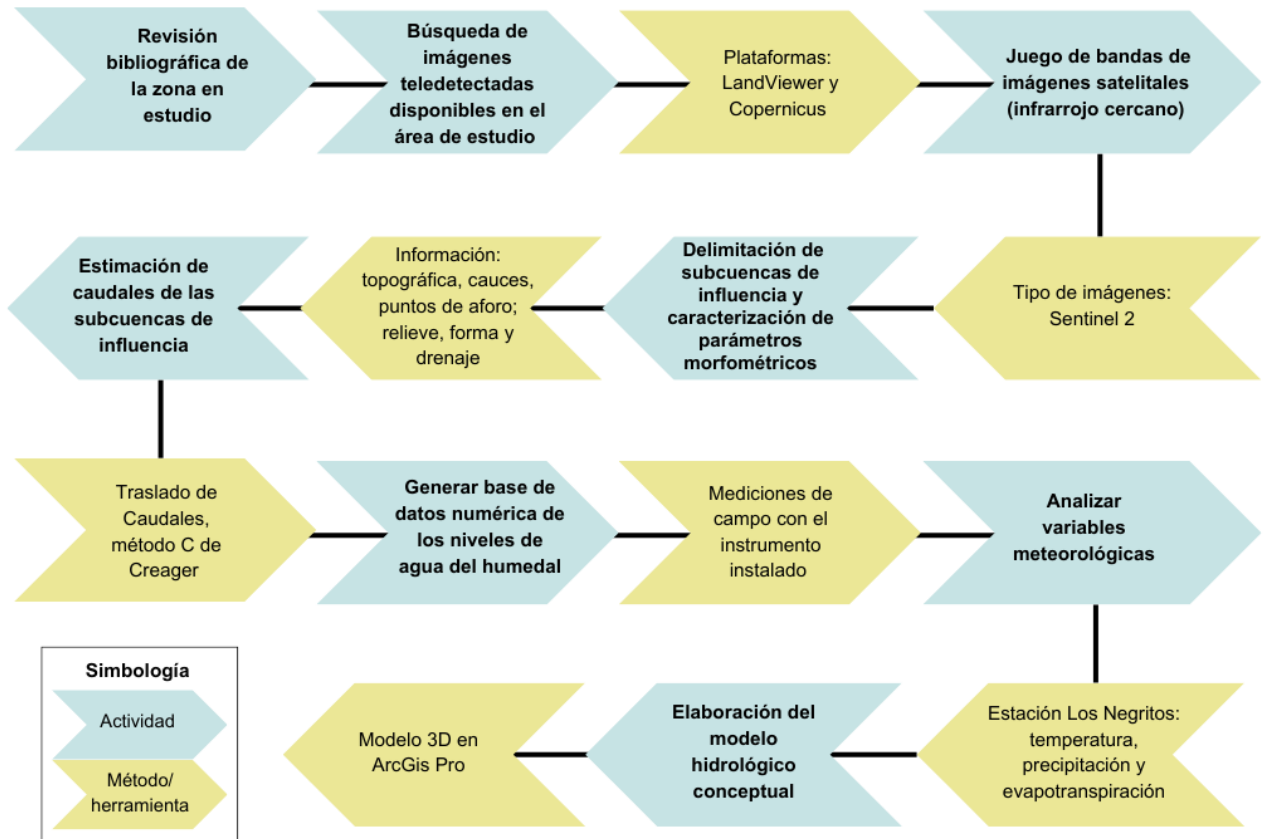 Revisión
bibliográfica de
la zona en
estudio
Búsqueda de
imágenes
teledetectadas
disponibles en el
área de estudio
Plataformas:
LandViewer y
Copernicus
Juego de bandas de
imágenes satelitales
(infrarrojo cercano)
Tipo de imágenes:
Sentinel 2
Delimitación de
subcuencas de
influencia y
caracterización de
parámetros
morfométricos
Información:
topográfica, cauces,
puntos de aforo;
relieve, forma y
drenaje
Estimación de
caudales de las
subcuencas de
influencia
Traslado de
Caudales,
método C de
Creager
Generar base de
datos numérica de
los niveles de
agua del humedal
Mediciones de
campo con el
instrumento
instalado
Analizar
variables
meteorológicas
Estación Los Negritos:
temperatura,
precipitación y
evapotranspiración
Elaboración del
modelo
hidrológico
conceptual
Modelo 3D en
ArcGis Pro
Simbología
Actividad
Método/
herramienta